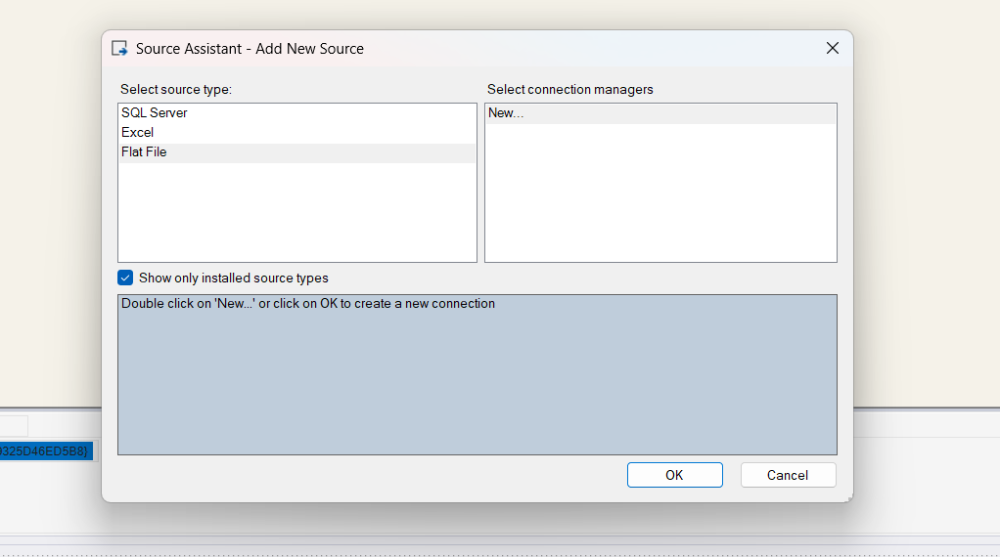 Source Assistant - Add New Source
Select source type:
Select connection managers
SQL Server
New...
Excel
Flat File
Show only installed source types
Double click on 'New...' or click on OK to create a new connection
325D46ED5B8}
OK
Cancel